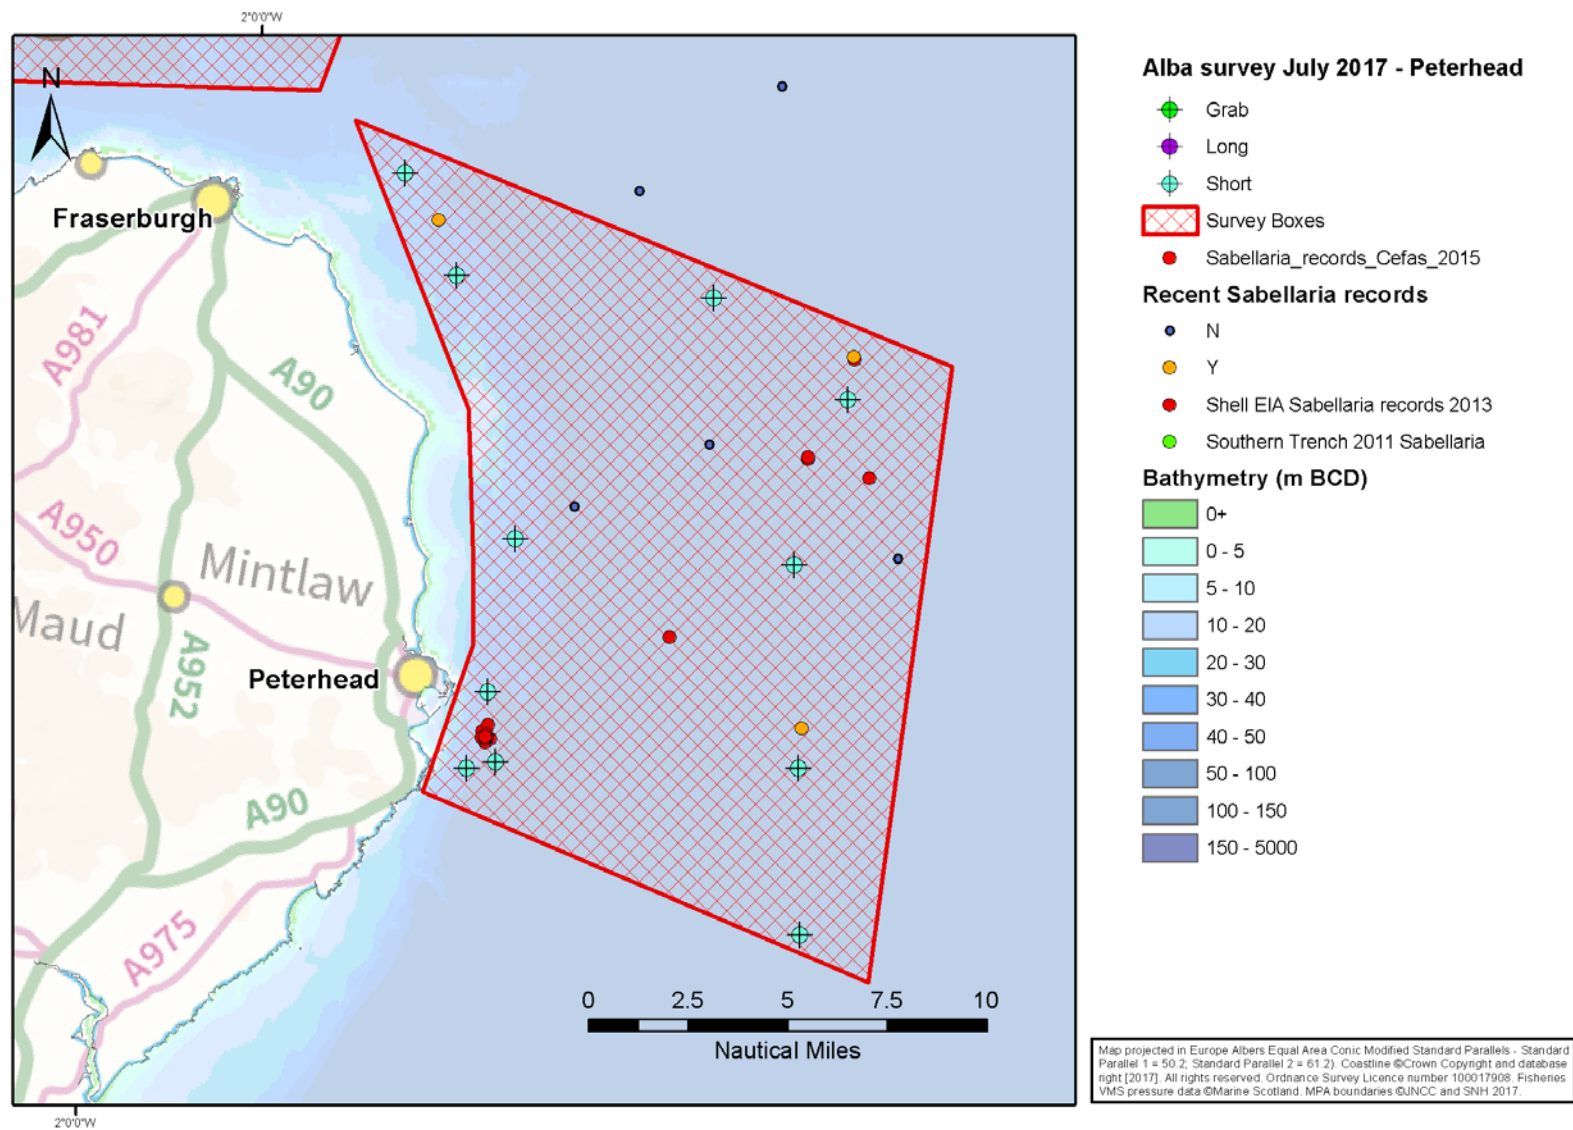 2°0'0"W
N
Fraserburgh
A981
A90
A950
Mintlaw
Maud
A952
Peterhead
A90
A975
0 2.5 5 7.5 10
Nautical Miles
2°0'0"W
Alba survey July 2017 - Peterhead
Grab
Long
Short
Survey Boxes
Sabellaria_records_Cefas_2015
Recent Sabellaria records
N
Y
Shell EIA Sabellaria records 2013
Southern Trench 2011 Sabellaria
Bathymetry (m BCD)
0+
0 - 5
5 - 10
10 - 20
20 - 30
30 - 40
40 - 50
50 - 100
100 - 150
150 - 5000
Map projected in Europe Albers Equal Area Conic Modified Standard Parallels - Standard
Parallel 1 = 50.2; Standard Parallel 2 = 61.2). Coastline ©Crown Copyright and database
right [2017]. All rights reserved. Ordnance Survey Licence number 100017908. Fisheries
VMS pressure data ©Marine Scotland. MPA boundaries ©JNCC and SNH 2017.